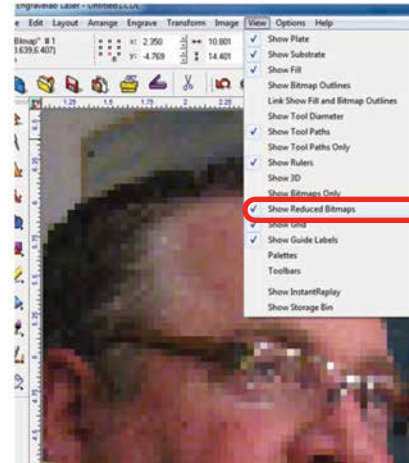 Engravelab Laser - Untitled1.CDL
Edit Layout Arrange Engrave Transform Image View Options Help
Bitmap" # 1
3.639,6.407)
x: 2.350
10.801
y: -4.769
14.401
1.25 1.5 1.75 2 2.25
Show Plate
Show Substrate
Show Fill
Show Bitmap Outlines
Link Show Fill and Bitmap Outlines
Show Tool Diameter
Show Tool Paths
Show Tool Paths Only
Show Rulers
Show 3D
Show Bitmaps Only
Show Reduced Bitmaps
Show Grid
Show Guide Labels
Palettes
Toolbars
Show InstantReplay
Show Storage Bin